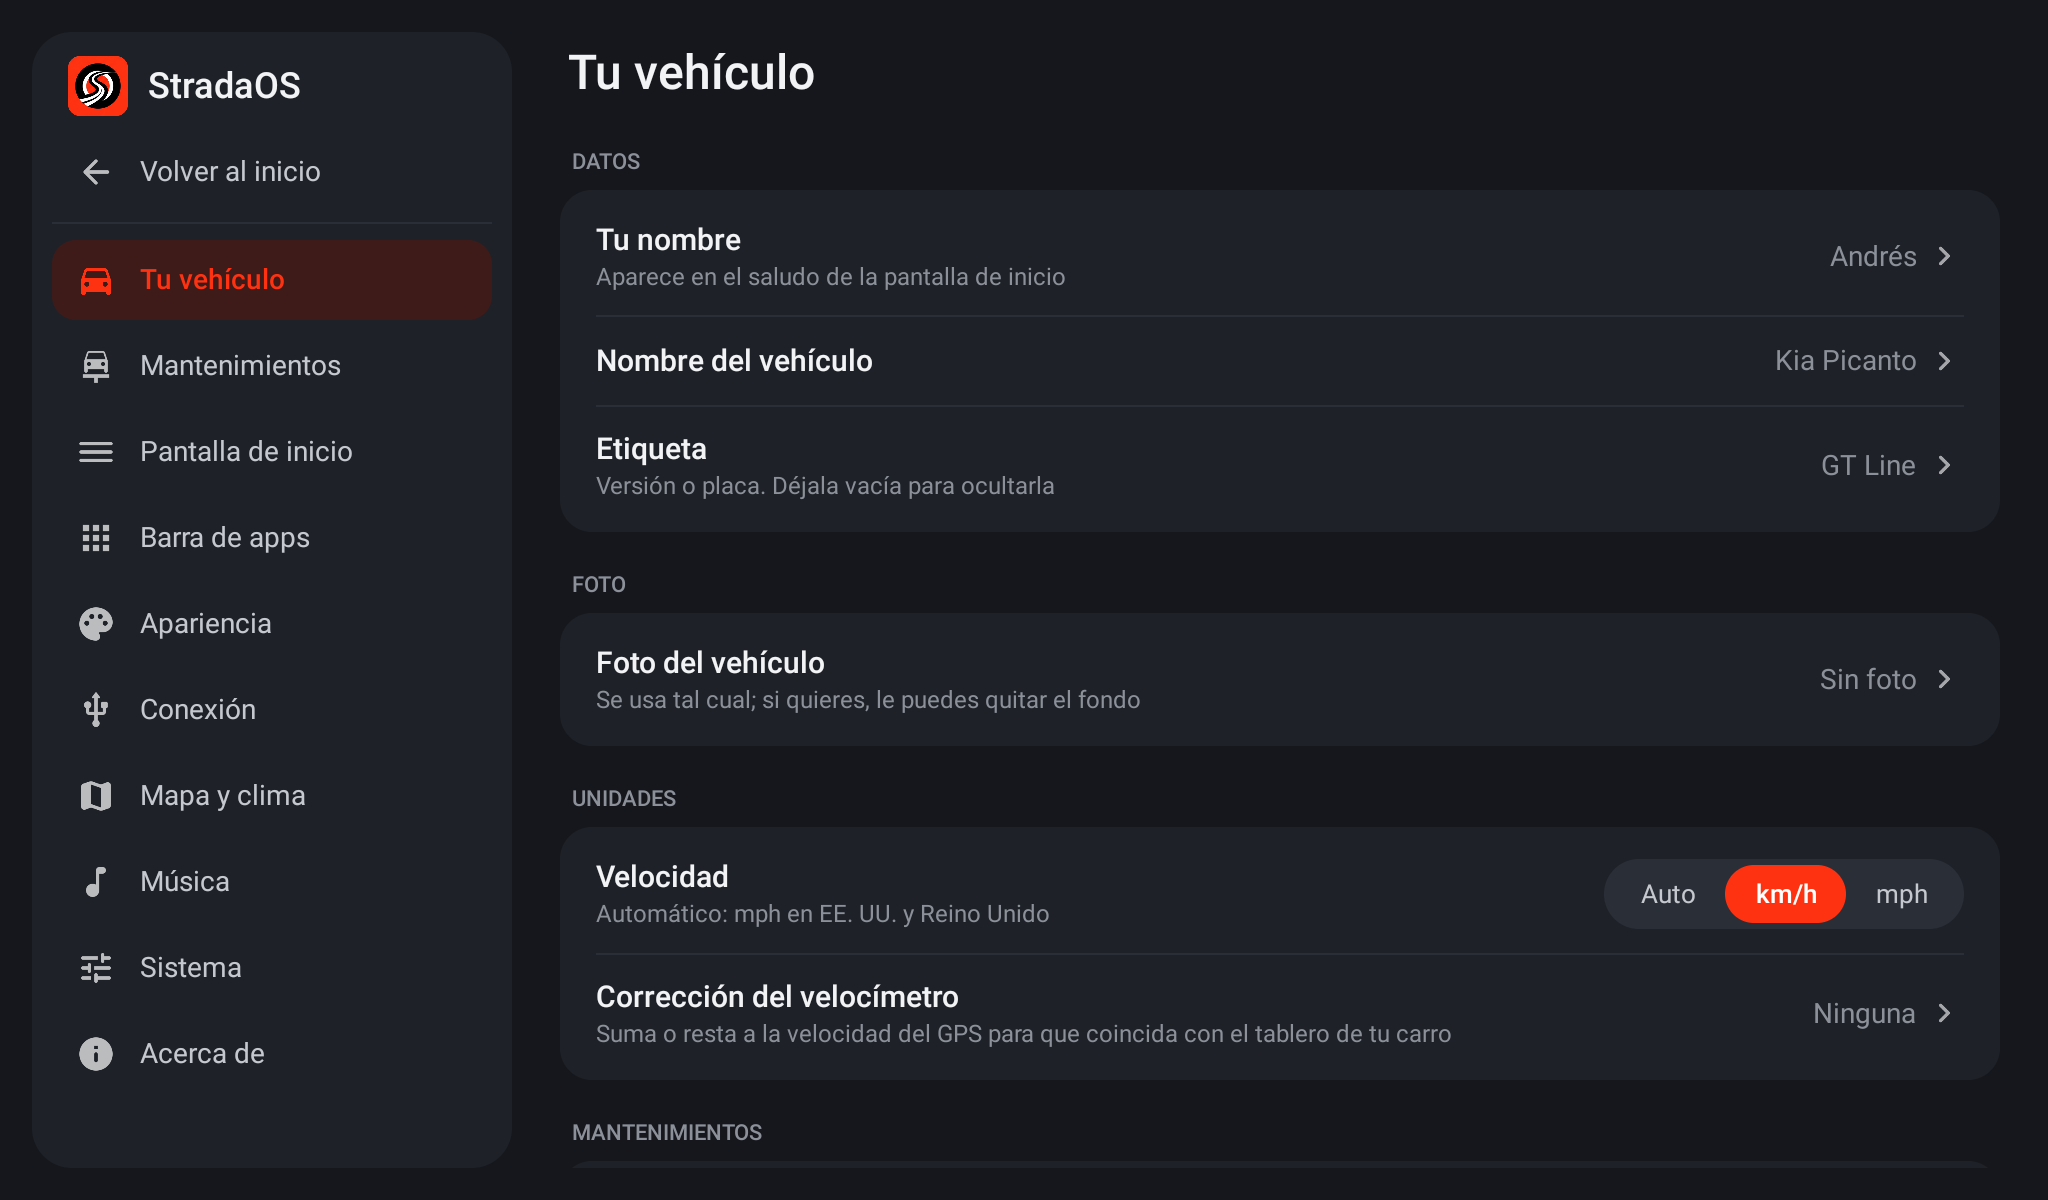 StradaOS
Volver al inicio
Tu vehículo
Mantenimientos
Pantalla de inicio
Barra de apps
Apariencia
Conexión
Mapa y clima
Música
Sistema
Acerca de
Tu vehículo
DATOS
Tu nombre
Aparece en el saludo de la pantalla de inicio
Andrés
Nombre del vehículo
Kia Picanto
Etiqueta
Versión o placa. Déjala vacía para ocultarla
GT Line
FOTO
Foto del vehículo
Se usa tal cual; si quieres, le puedes quitar el fondo
Sin foto
UNIDADES
Velocidad
Automático: mph en EE. UU. y Reino Unido
Auto km/h mph
Corrección del velocímetro
Suma o resta a la velocidad del GPS para que coincida con el tablero de tu carro
Ninguna
MANTENIMIENTOS